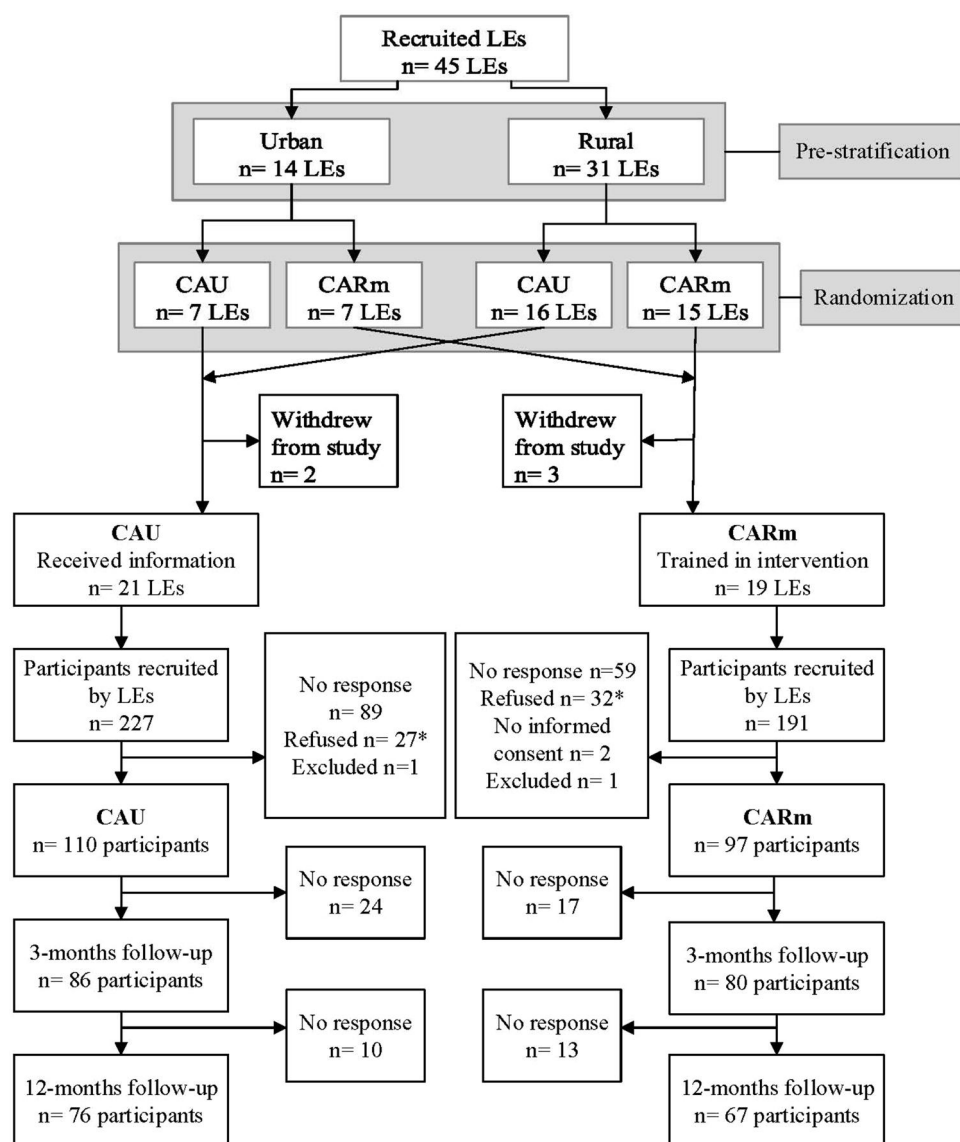 Recruited LEs
n= 45 LEs
Urban
n= 14 LEs
Rural
n= 31 LEs
Pre-stratification
CAU
n= 7 LEs
CARm
n= 7 LEs
CAU
n= 16 LEs
CARm
n= 15 LEs
Randomization
Withdrew
from study
n= 2
Withdrew
from study
n= 3
CAU
Received information
n= 21 LEs
CARm
Trained in intervention
n= 19 LEs
Participants recruited
by LEs
n= 227
No response
n= 89
Refused n= 27*
Excluded n=1
No response n=59
Refused n= 32*
No informed
consent n= 2
Excluded n= 1
Participants recruited
by LEs
n= 191
CAU
n= 110 participants
CARm
n= 97 participants
No response
n= 24
No response
n= 17
3-months follow-up
n= 86 participants
3-months follow-up
n= 80 participants
No response
n= 10
No response
n= 13
12-months follow-up
n= 76 participants
12-months follow-up
n= 67 participants